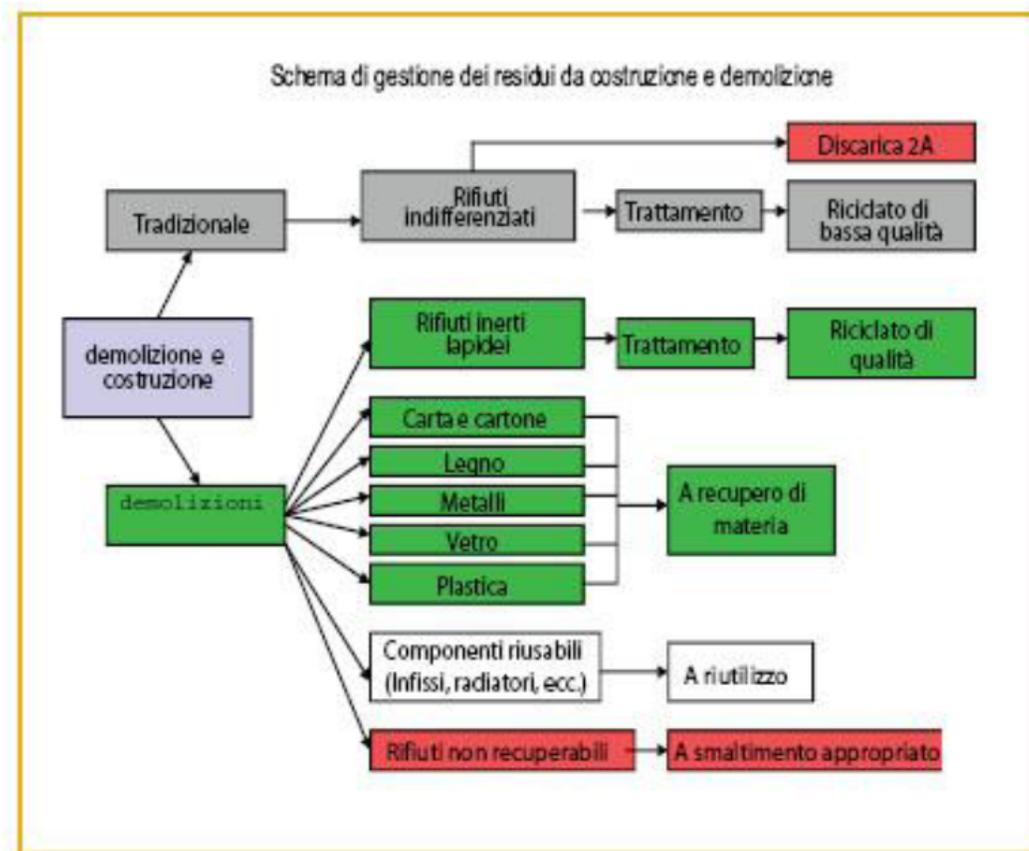 Schema di gestione dei residui da costruzione e demolizione
Discarica 2A
Tradizionale
Rifiuti
indifferenziati
Trattamento
Riciclato di
bassa qualità
demolizione e
costruzione
Rifiuti inerti
lapidei
Trattamento
Riciclato di
qualità
Carta e cartone
Legno
Metalli
Vetro
Plastica
A recupero di
materia
demolizioni
Componenti riusabili
(Infissi, radiatori, ecc.)
A riutilizzo
Rifiuti non recuperabili
A smaltimento appropriato